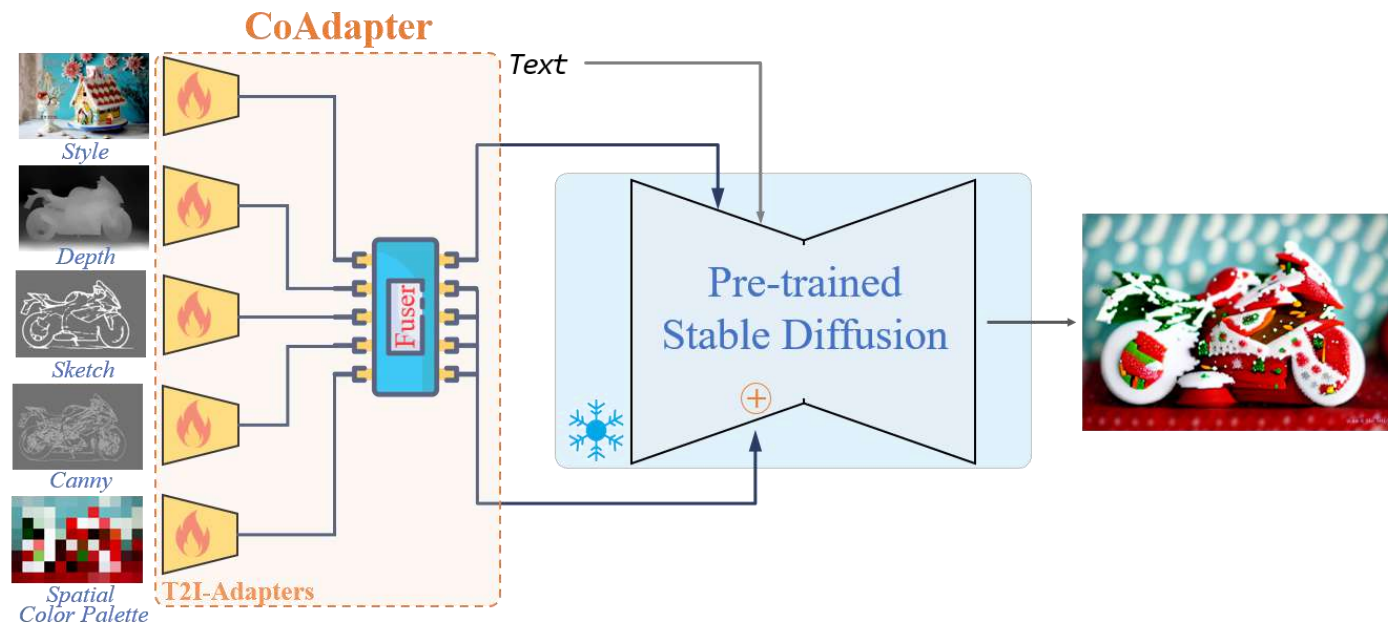 CoAdapter
Text
Style
Depth
Sketch
Canny
Spatial
Color Palette
T2I-Adapters
Fuser
Pre-trained
Stable Diffusion